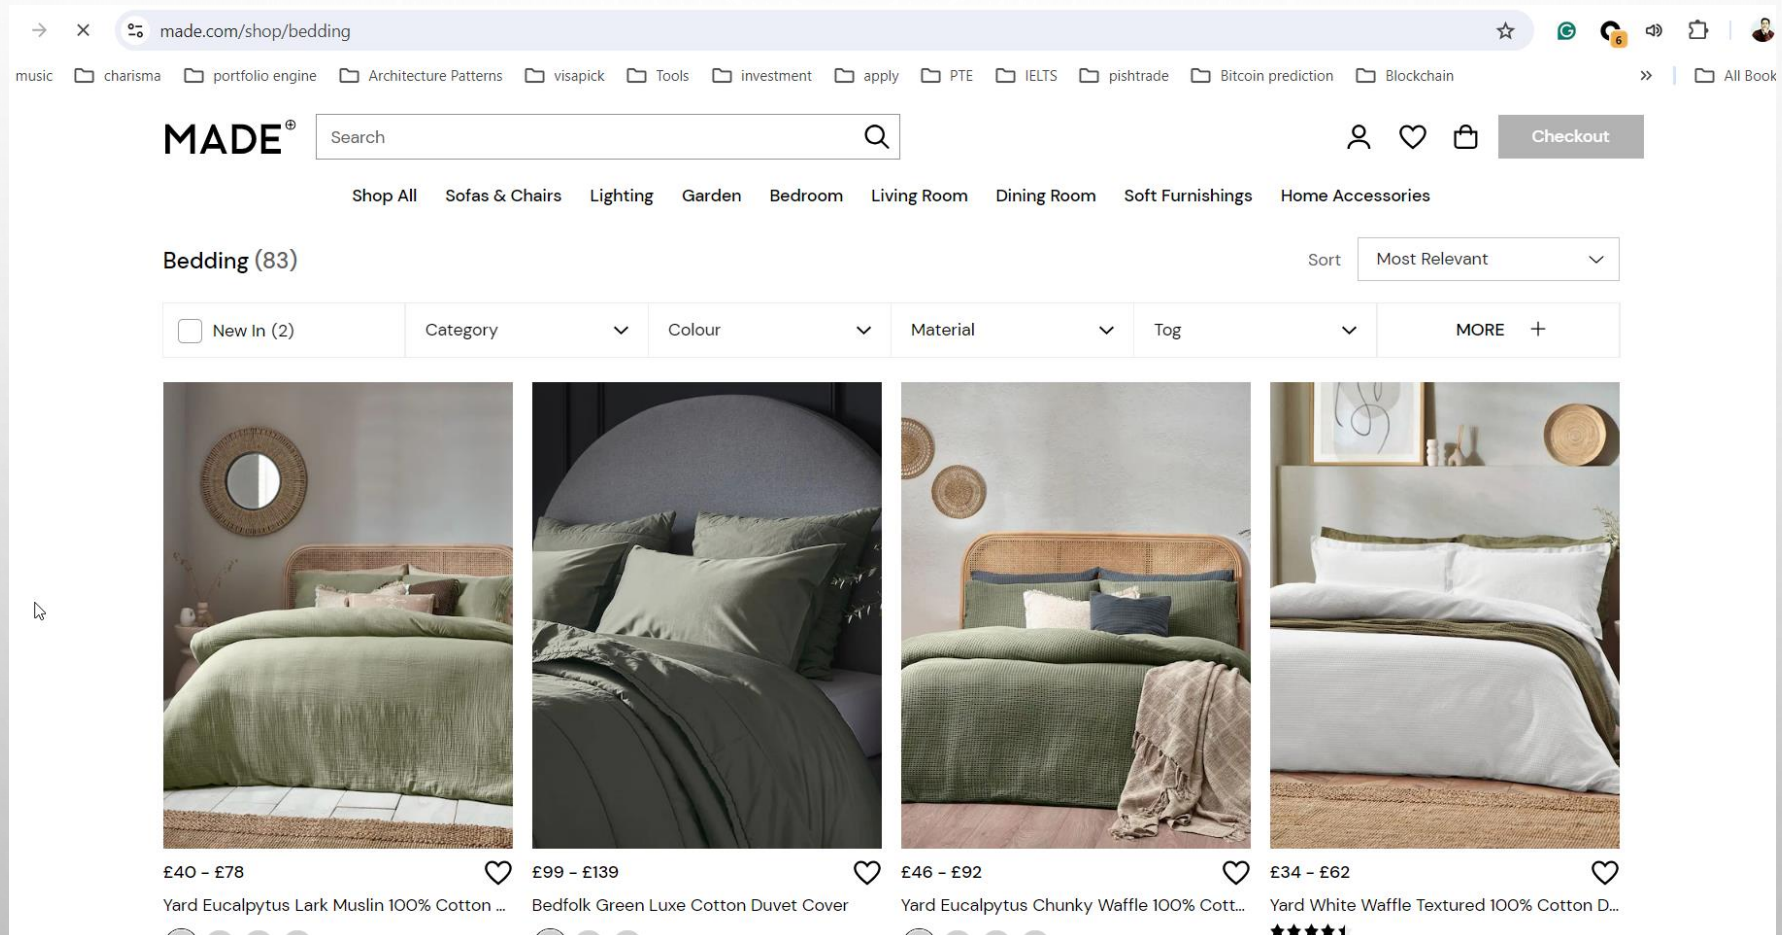 made.com/shop/bedding
6
music charisma portfolio engine Architecture Patterns visapick Tools investment apply PTE IELTS pishtrade Bitcoin prediction Blockchain » All Book
MADE Search Checkout
Shop All Sofas & Chairs Lighting Garden Bedroom Living Room Dining Room Soft Furnishings Home Accessories
Bedding (83) Sort Most Relevant
New In (2) Category Colour Material Tog MORE +
£40 - £78 £99 - £139 £46 - £92 £34 - £62
Yard Eucalpytus Lark Muslin 100% Cotton ... Bedfolk Green Luxe Cotton Duvet Cover Yard Eucalyptus Chunky Waffle 100% Cott... Yard White Waffle Textured 100% Cotton D...